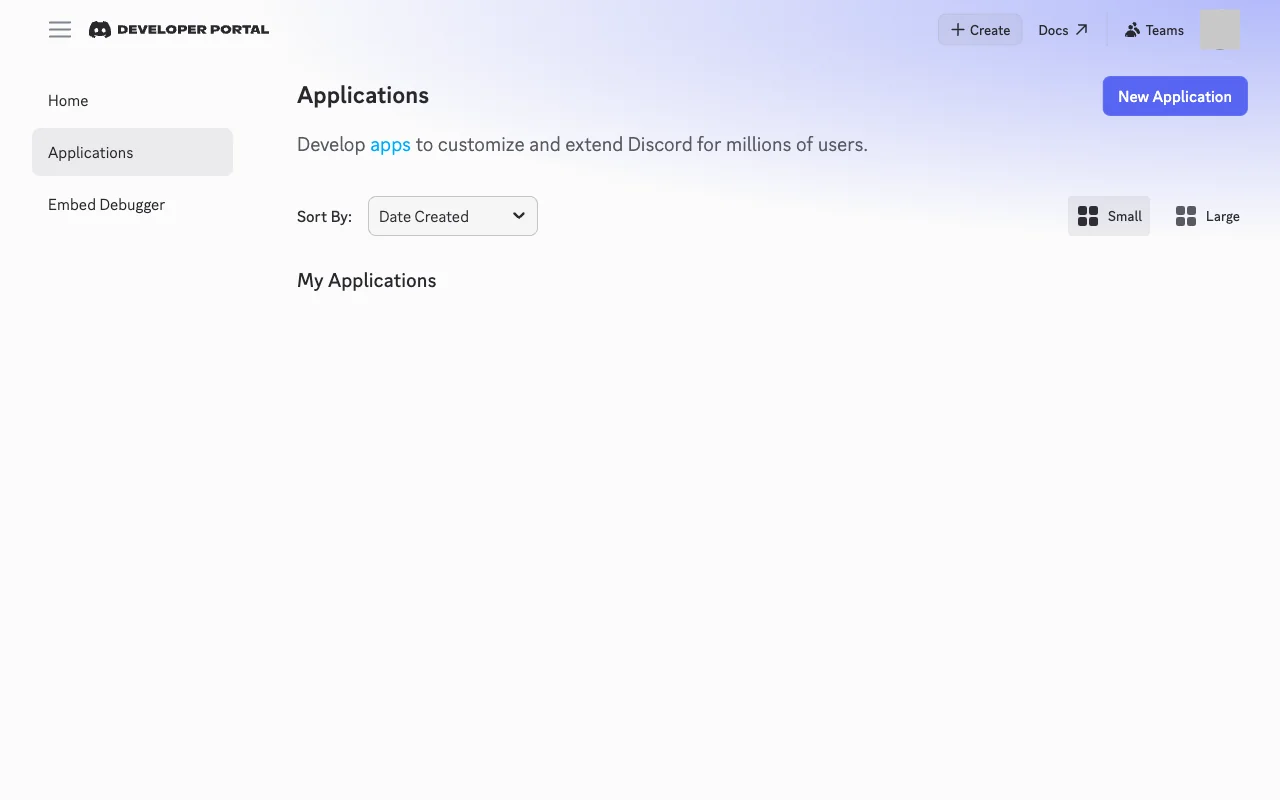 DEVELOPER PORTAL
Create
Docs
Teams
Home
Applications
Embed Debugger
Applications
New Application
Develop apps to customize and extend Discord for millions of users.
Sort By:
Date Created
Small
Large
My Applications